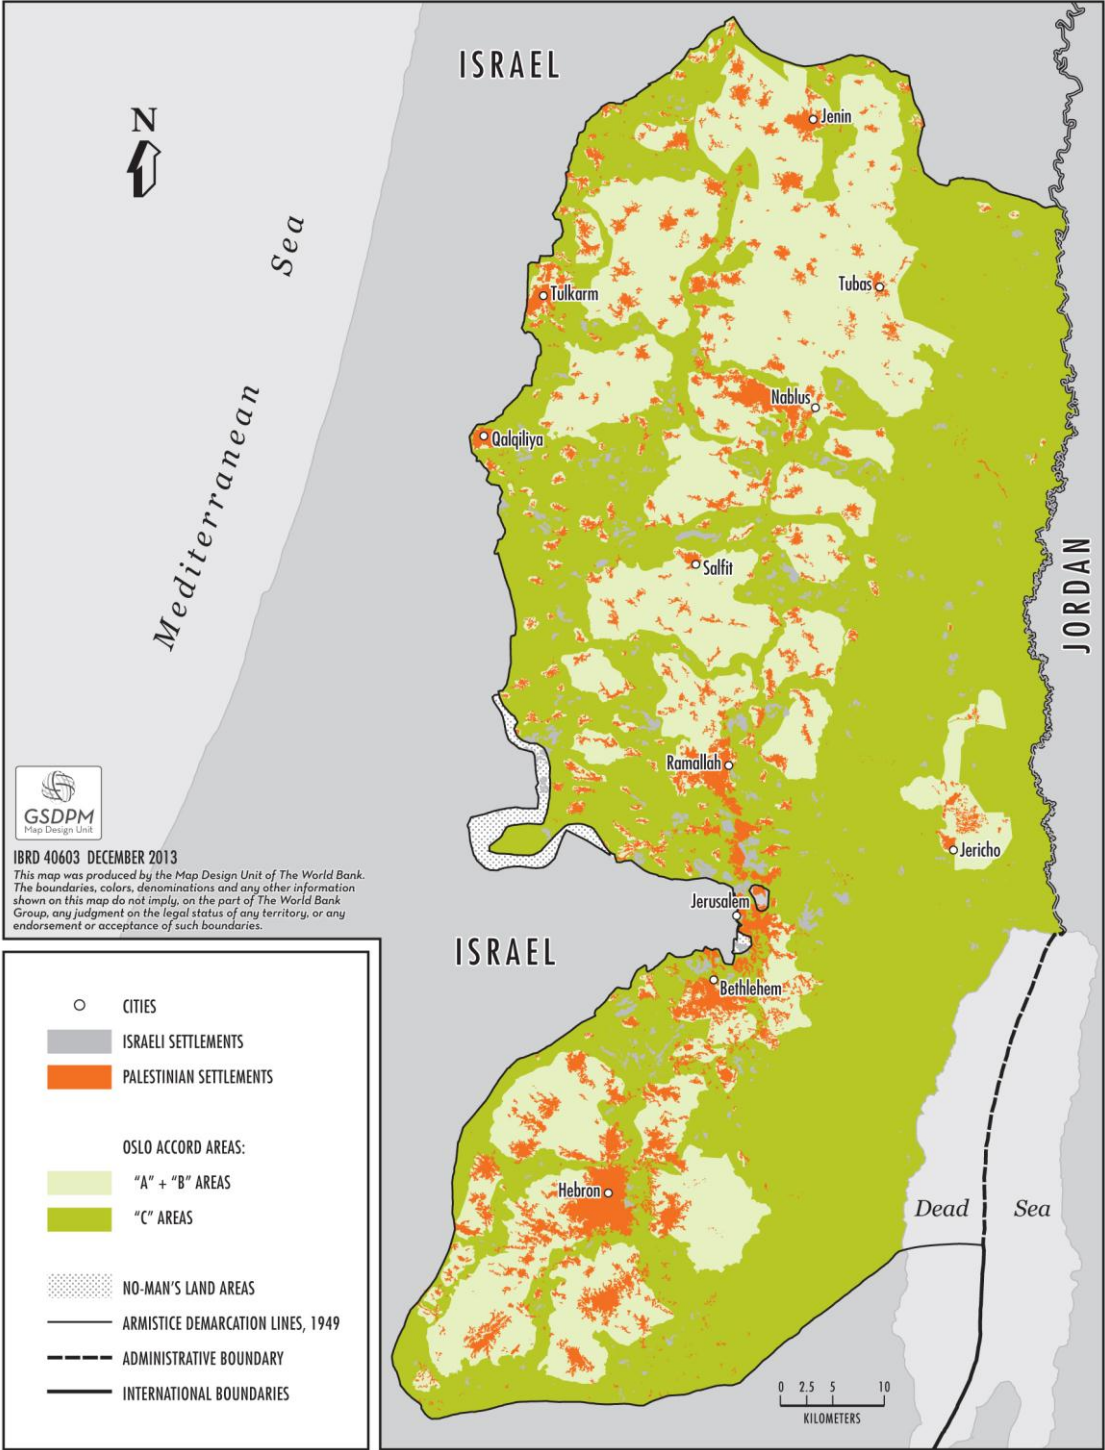 ISRAEL
N
Jenin
Mediterranean Sea
Tubas
Tulkarm
Nablus
Qalqiliya
JORDAN
Salfit
Ramallah
Jericho
GSDPM
Map Design Unit
IBRD 40603 DECEMBER 2013
This map was produced by the Map Design Unit of The World Bank.
The boundaries, colors, denominations and any other information
shown on this map do not imply, on the part of The World Bank
Group, any judgment on the legal status of any territory, or any
endorsement or acceptance of such boundaries.
Jerusalem
ISRAEL
Bethlehem
Hebron
Dead Sea
CITIES
ISRAELI SETTLEMENTS
PALESTINIAN SETTLEMENTS
OSLO ACCORD AREAS:
"A" + "B" AREAS
"C" AREAS
NO-MAN'S LAND AREAS
ARMISTICE DEMARCATION LINES, 1949
ADMINISTRATIVE BOUNDARY
INTERNATIONAL BOUNDARIES
0 2.5 5 10
KILOMETERS